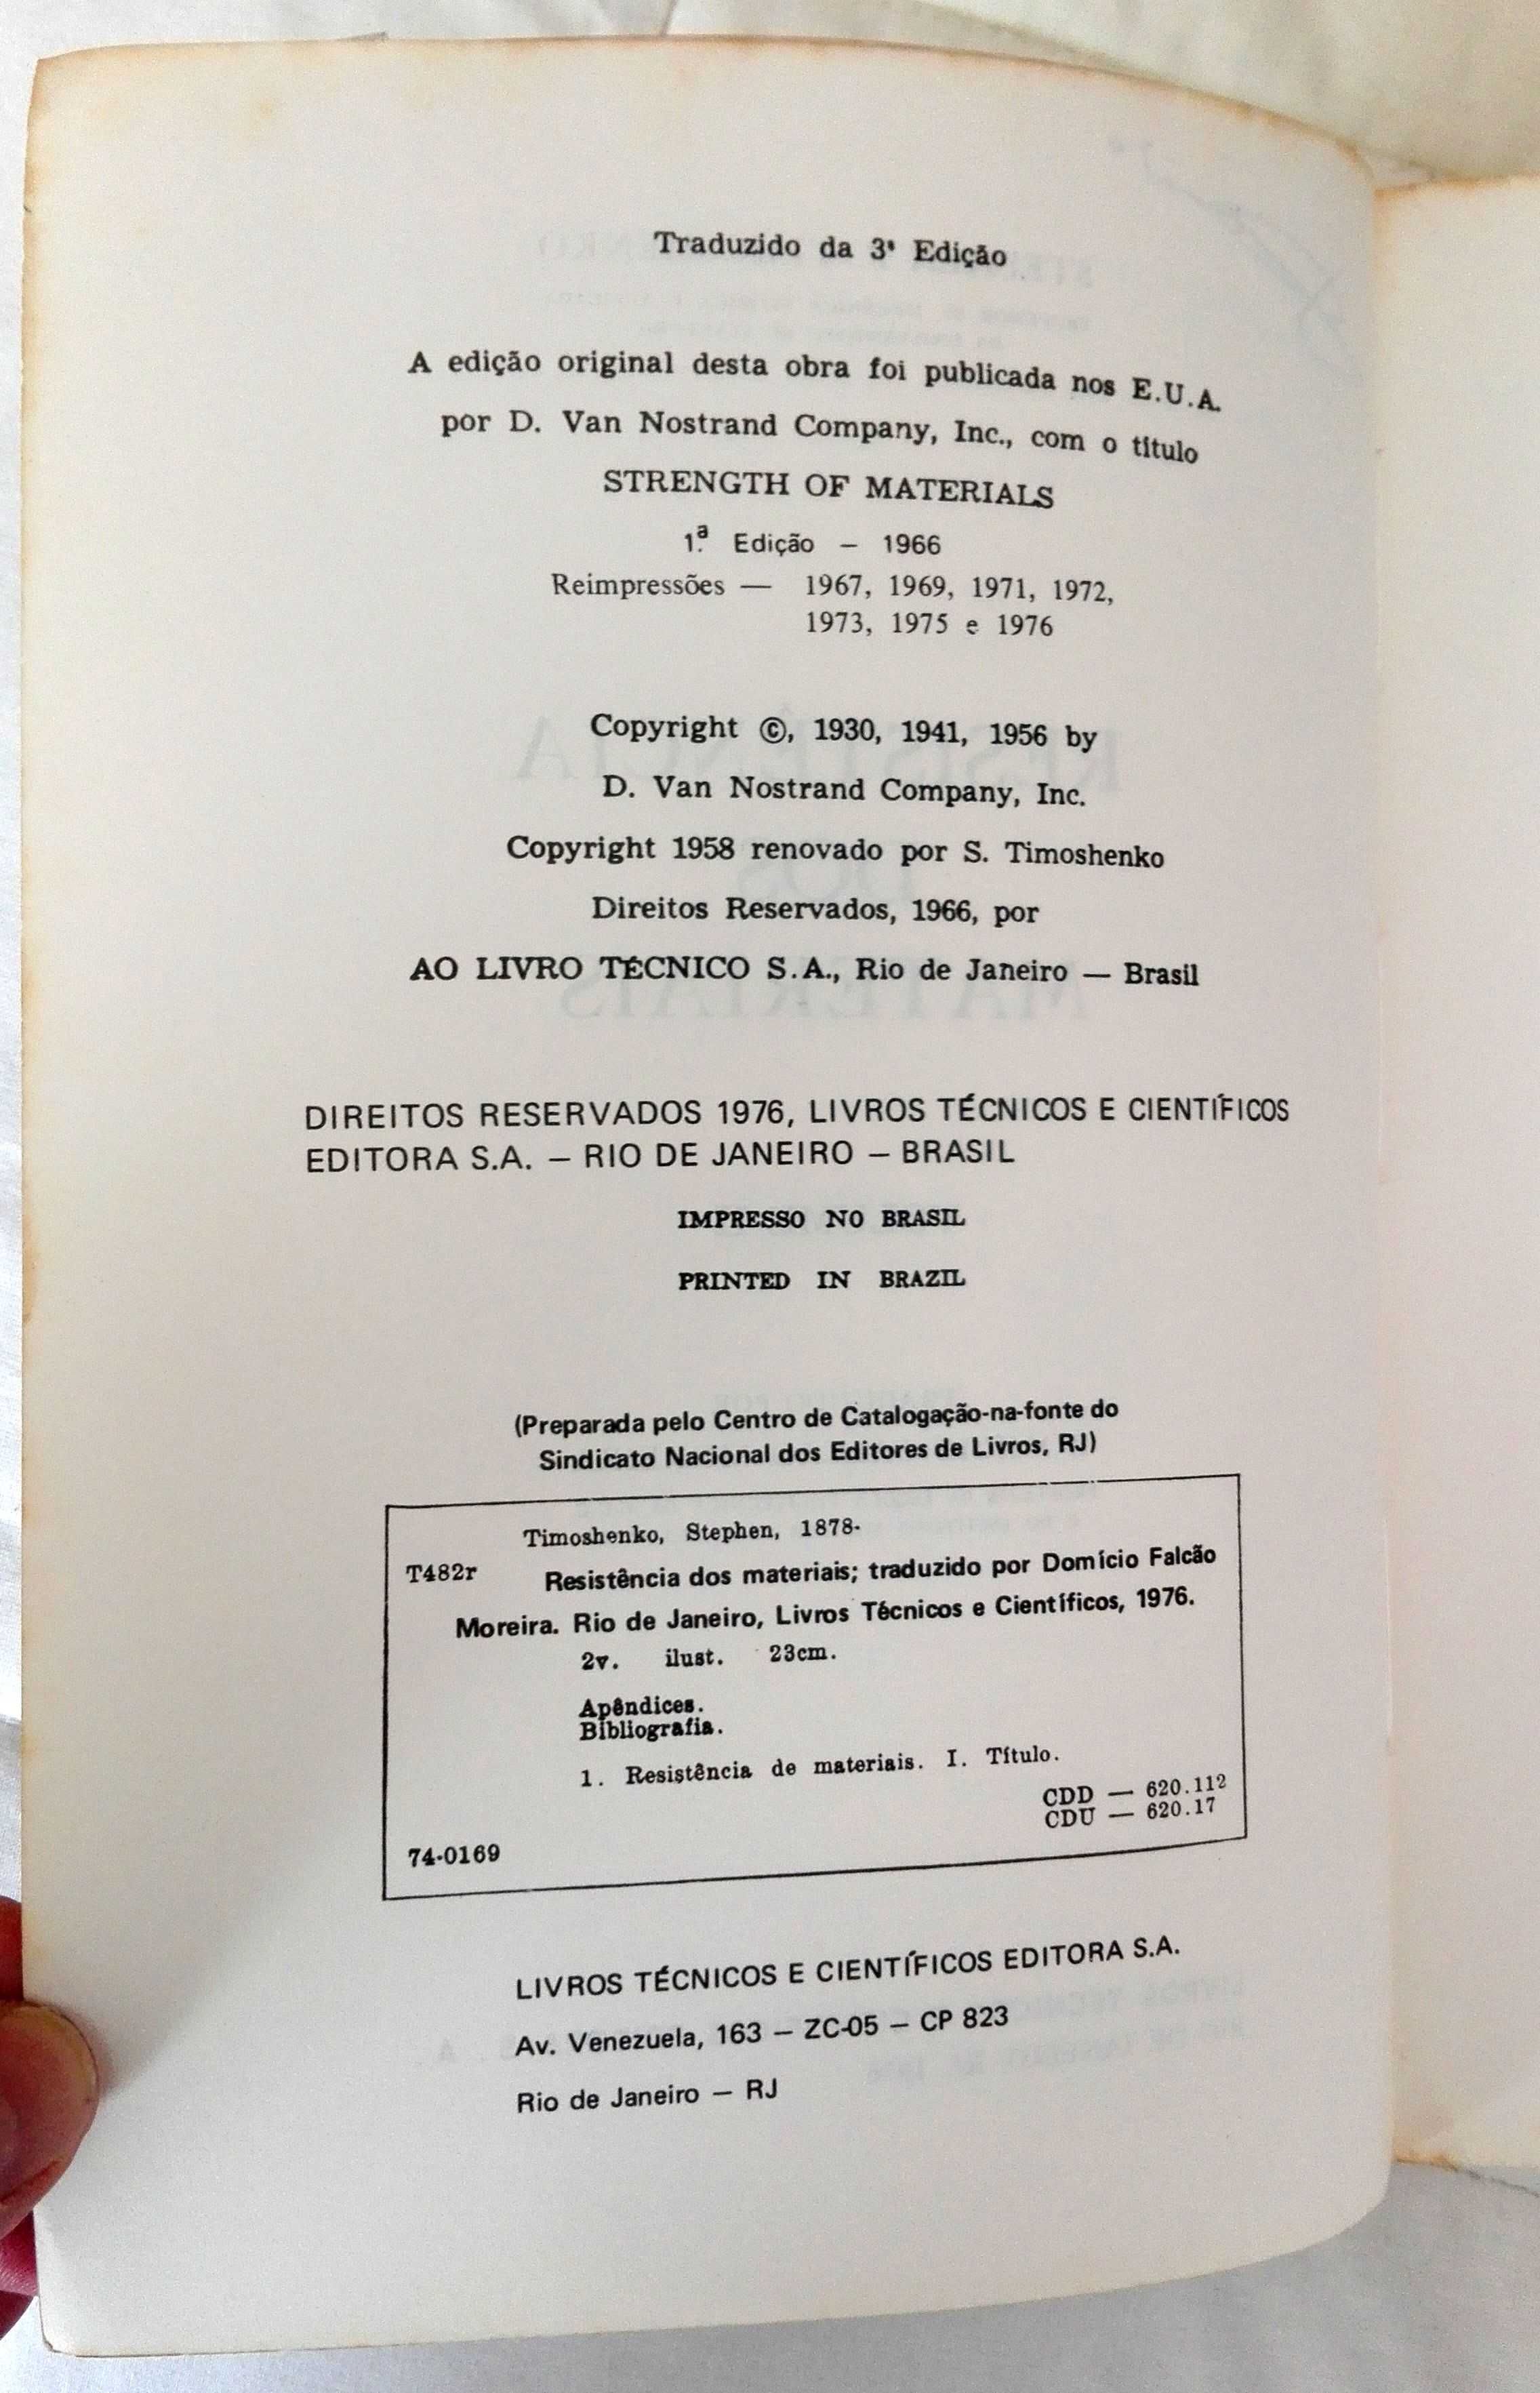 Traduzido da 3ª Edição
A edição original desta obra foi publicada nos E.U.A.
por D. Van Nostrand Company, Inc., com o título
STRENGTH OF MATERIALS
1ª Edição – 1966
Reimpressões — 1967, 1969, 1971, 1972,
1973, 1975 e 1976
Copyright ©, 1930, 1941, 1956 by
D. Van Nostrand Company, Inc.
Copyright 1958 renovado por S. Timoshenko
Direitos Reservados, 1966, por
AO LIVRO TÉCNICO S.A., Rio de Janeiro — Brasil
DIREITOS RESERVADOS 1976, LIVROS TÉCNICOS E CIENTÍFICOS
EDITORA S.A. – RIO DE JANEIRO – BRASIL
IMPRESSO NO BRASIL
PRINTED IN BRAZIL
(Preparada pelo Centro de Catalogação-na-fonte do
Sindicato Nacional dos Editores de Livros, RJ)
Timoshenko, Stephen, 1878-
T482r Resistência dos materiais; traduzido por Domício Falcão
Moreira. Rio de Janeiro, Livros Técnicos e Científicos, 1976.
2v. ilust. 23cm.
Apêndices.
Bibliografia.
1. Resistência de materiais. I. Título.
CDD — 620.112
CDU — 620.17
74-0169
LIVROS TÉCNICOS E CIENTÍFICOS EDITORA S.A.
Av. Venezuela, 163 – ZC-05 – CP 823
Rio de Janeiro – RJ